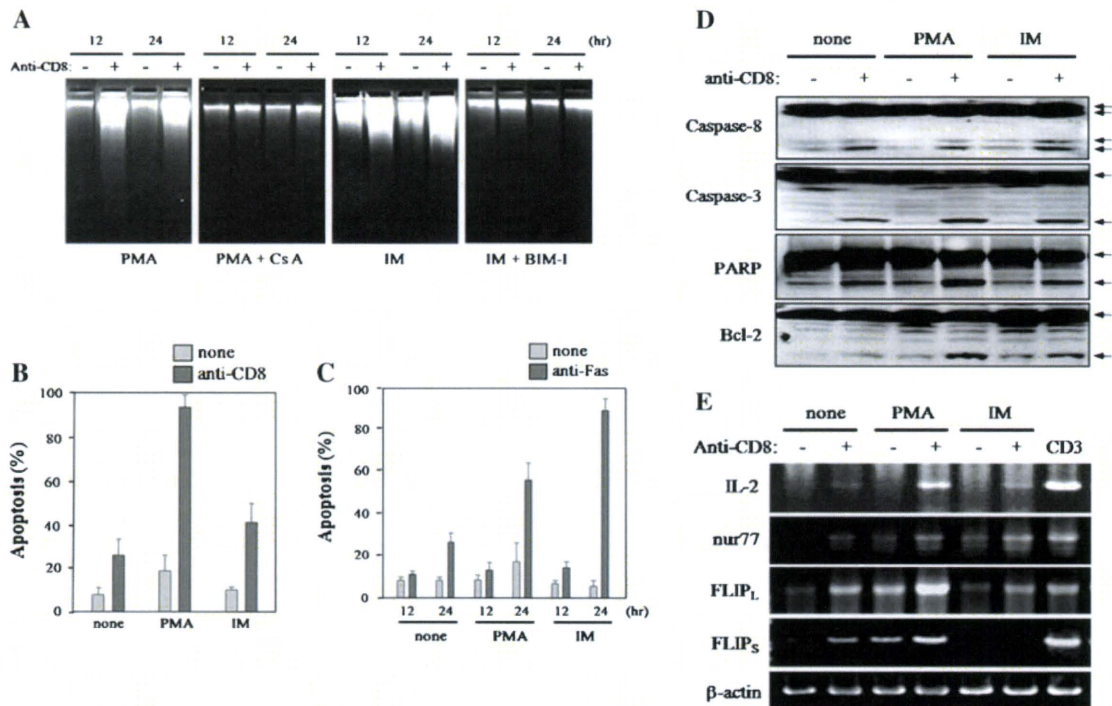 A
12 24 12 24 12 24 12 24 (hr)
Anti-CD8: - + - + - + - + - + - + - + - +
PMA PMA + CsA IM IM + BIM-I
B
none
anti-CD8
Apoptosis (%)
100
80
60
40
20
0
none PMA IM
C
none
anti-Fas
Apoptosis (%)
100
80
60
40
20
0
12 24 12 24 12 24 (hr)
none PMA IM
D
none PMA IM
anti-CD8: - + - + - +
Caspase-8
Caspase-3
PARP
Bcl-2
E
none PMA IM
Anti-CD8: - + - + - + CD3
IL-2
nur77
FLIPL
FLIPS
β-actin